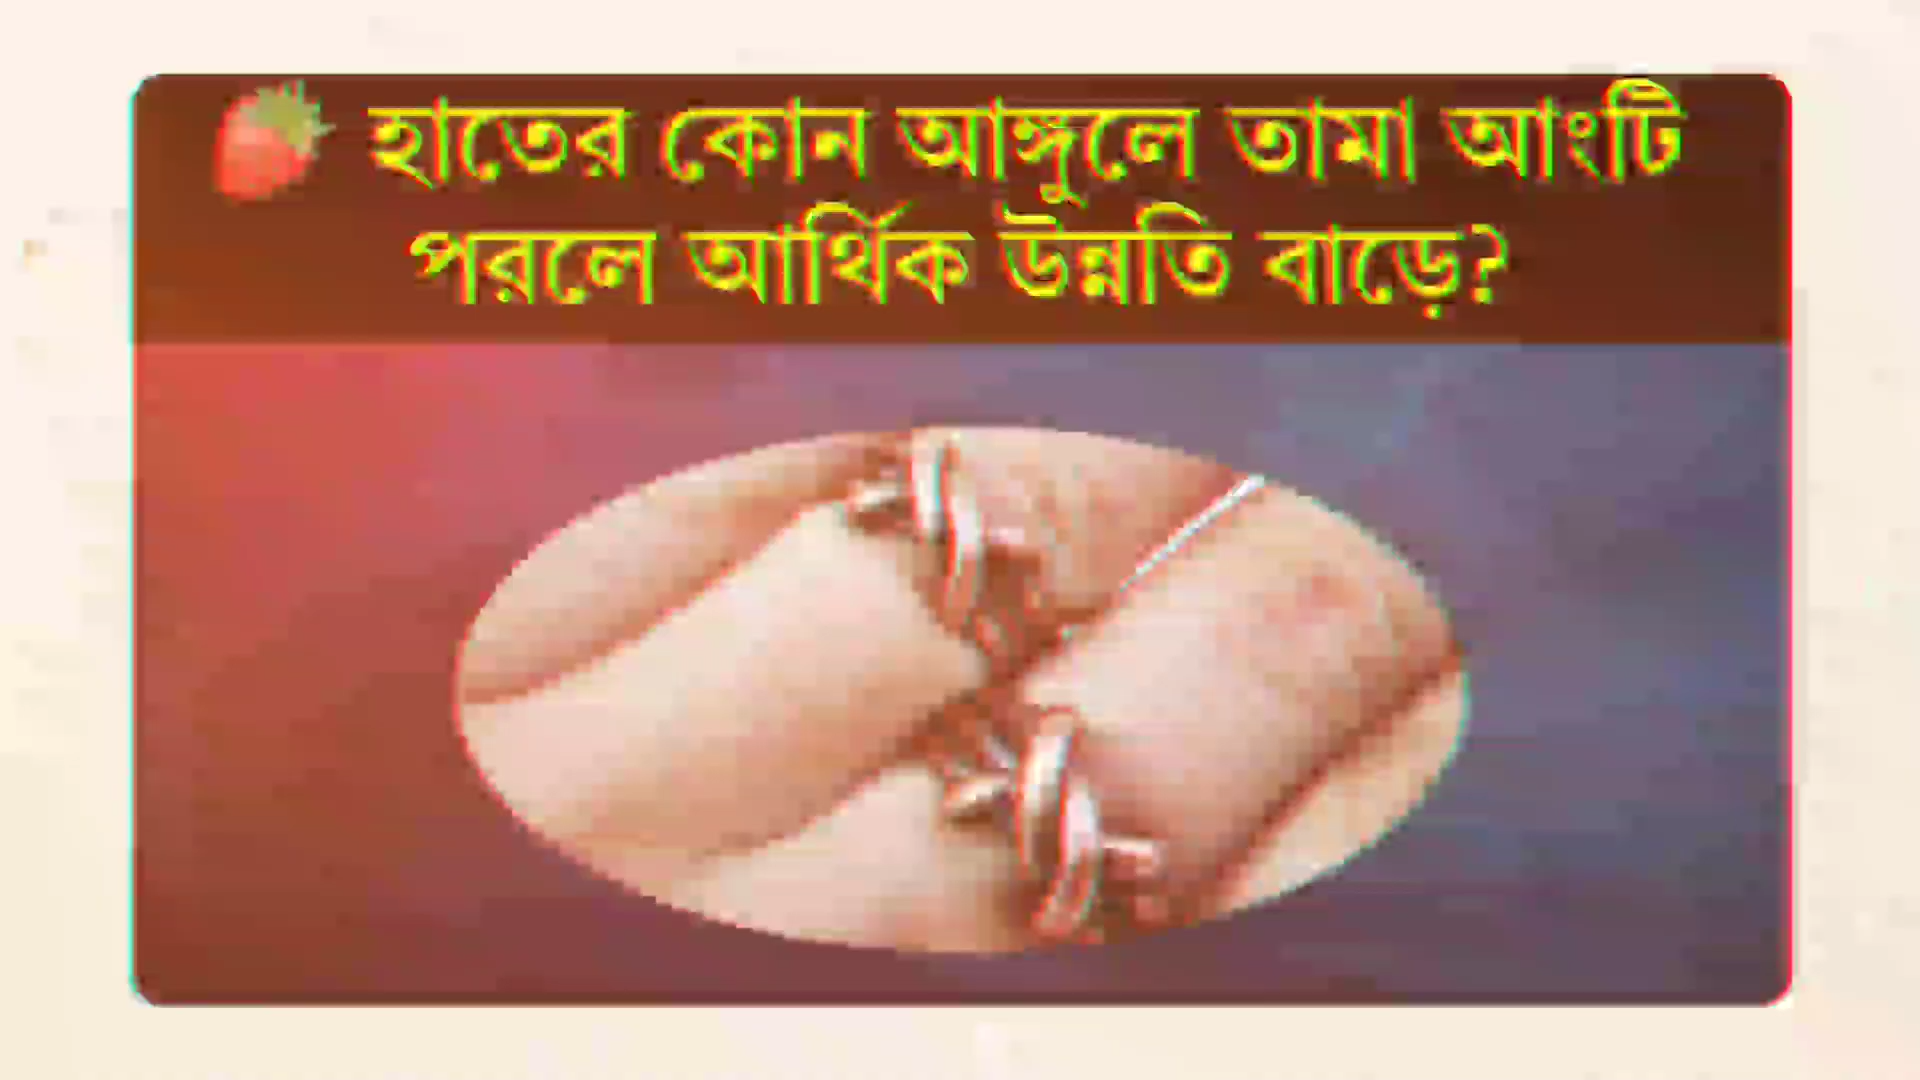 হাতের কোন আঙ্গুলে তামা আংটি
পরলে আর্থিক উন্নতি বাড়ে?